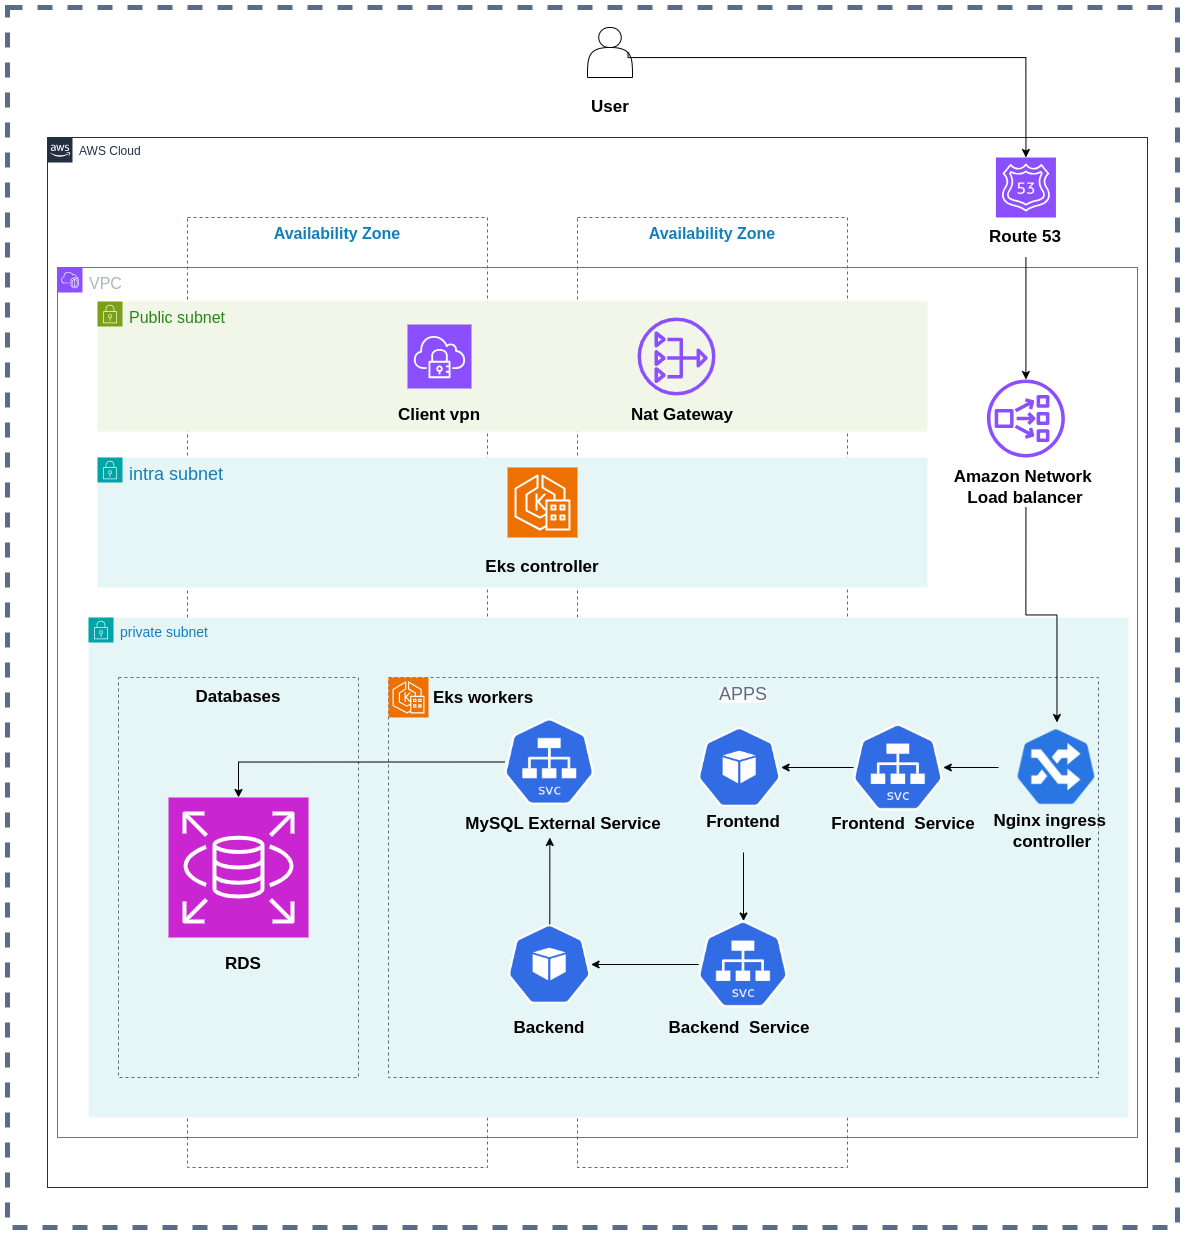 User
aws
AWS Cloud
53
Route 53
Availability Zone
Availability Zone
VPC
Public subnet
Client vpn
Nat Gateway
Amazon Network
Load balancer
intra subnet
K
Eks controller
private subnet
Databases
K
Eks workers
APPS
svc
MySQL External Service
Frontend
svc
Frontend  Service
Nginx ingress
controller
RDS
Backend
svc
Backend  Service